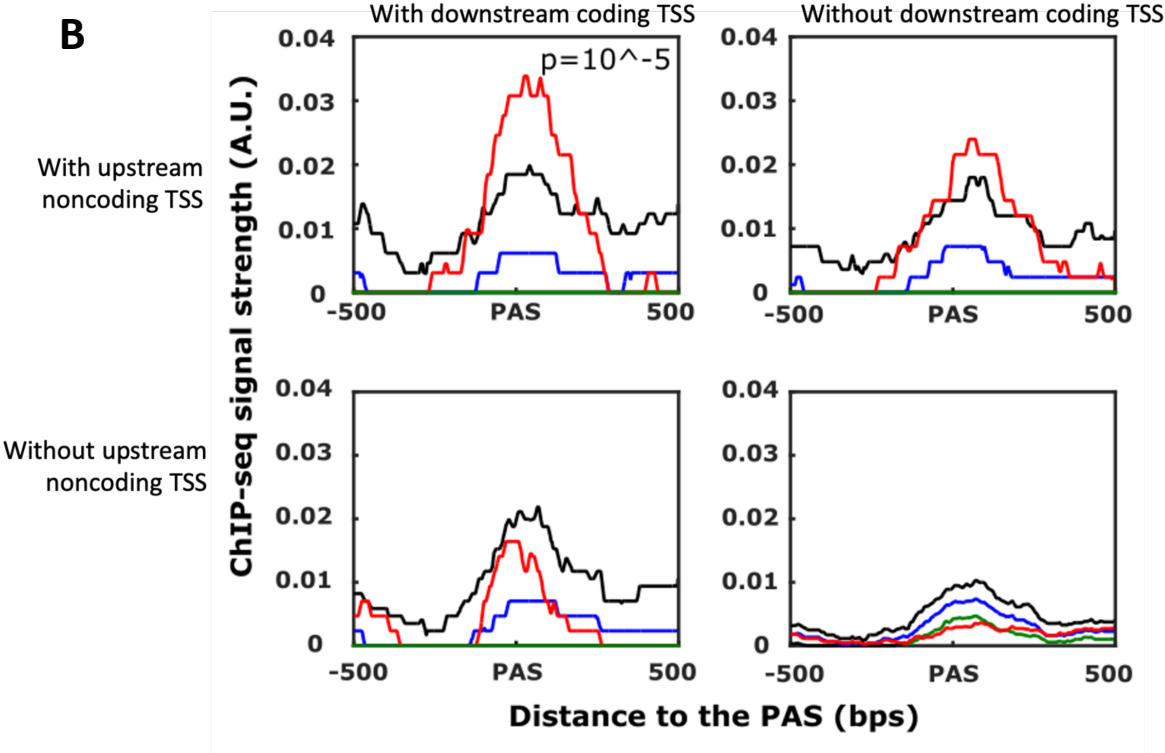 B
With downstream coding TSS
Without downstream coding TSS
With upstream
noncoding TSS
Without upstream
noncoding TSS
ChIP-seq signal strength (A.U.)
0.04
0.03
0.02
0.01
0
p=10^-5
-500
PAS
500
0.04
0.03
0.02
0.01
0
-500
PAS
500
0.04
0.03
0.02
0.01
0
-500
PAS
500
0.04
0.03
0.02
0.01
0
-500
PAS
500
Distance to the PAS (bps)